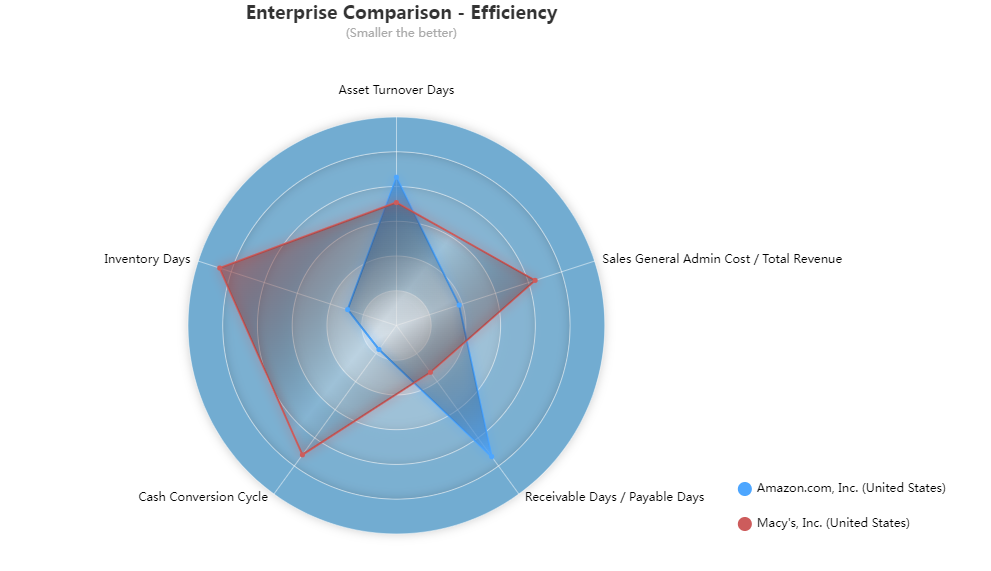 Enterprise Comparison - Efficiency
(Smaller the better)
Asset Turnover Days
Inventory Days
Sales General Admin Cost / Total Revenue
Cash Conversion Cycle
Receivable Days / Payable Days
Amazon.com, Inc. (United States)
Macy's, Inc. (United States)